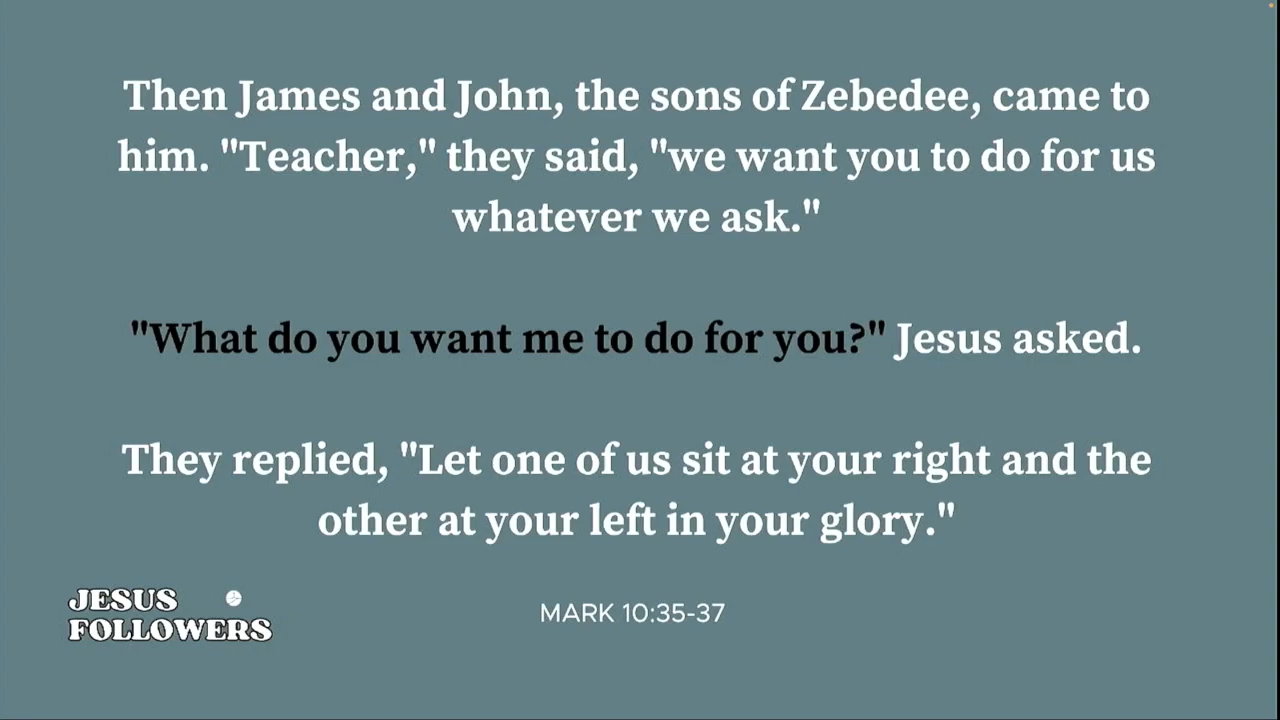 Then James and John, the sons of Zebedee, came to
him. "Teacher," they said, "we want you to do for us
whatever we ask."
"What do you want me to do for you?" Jesus asked.
They replied, "Let one of us sit at your right and the
other at your left in your glory."
JESUS
FOLLOWERS
MARK 10:35-37